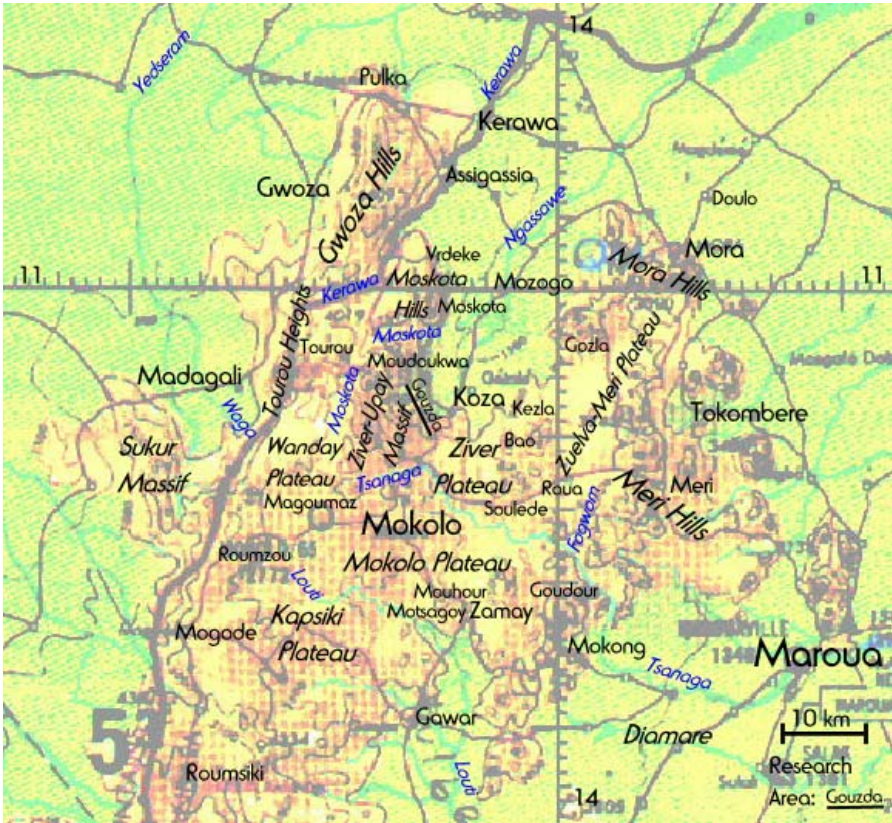 14
Yedseram
Pulka
Kerawa
Kerawa
Assigassia
Gwoza
Gwoza Hills
Doulo
Ngassawe
Vrdeke
Mora
Mora Hills
11
Kerawa
Moskota
Mozogo
11
Hills
Moskota
Moskota
Tourou Heights
Tourou
Gozla
Moudoukwa
Madagali
Moskota
Ziver-Upay
Massif
Gouzda
Koza
Kezla
Zuelva-Meri Plateau
Tokombere
Waga
Sukur
Massif
Wanday
Plateau
Ziver
Plateau
Bao
Tsanaga
Magoumaz
Roua
Meri
Meri Hills
Soulede
Mokolo
Fogwom
Roumzou
Mokolo Plateau
Louti
Mouhour
Goudour
Motsagoy
Zamay
Kapsiki
Plateau
Mogode
Mokong
Maroua
Tsanaga
Gawar
Diamare
10 km
51
Roumsiki
Louti
Research
Area: Gouzda
14